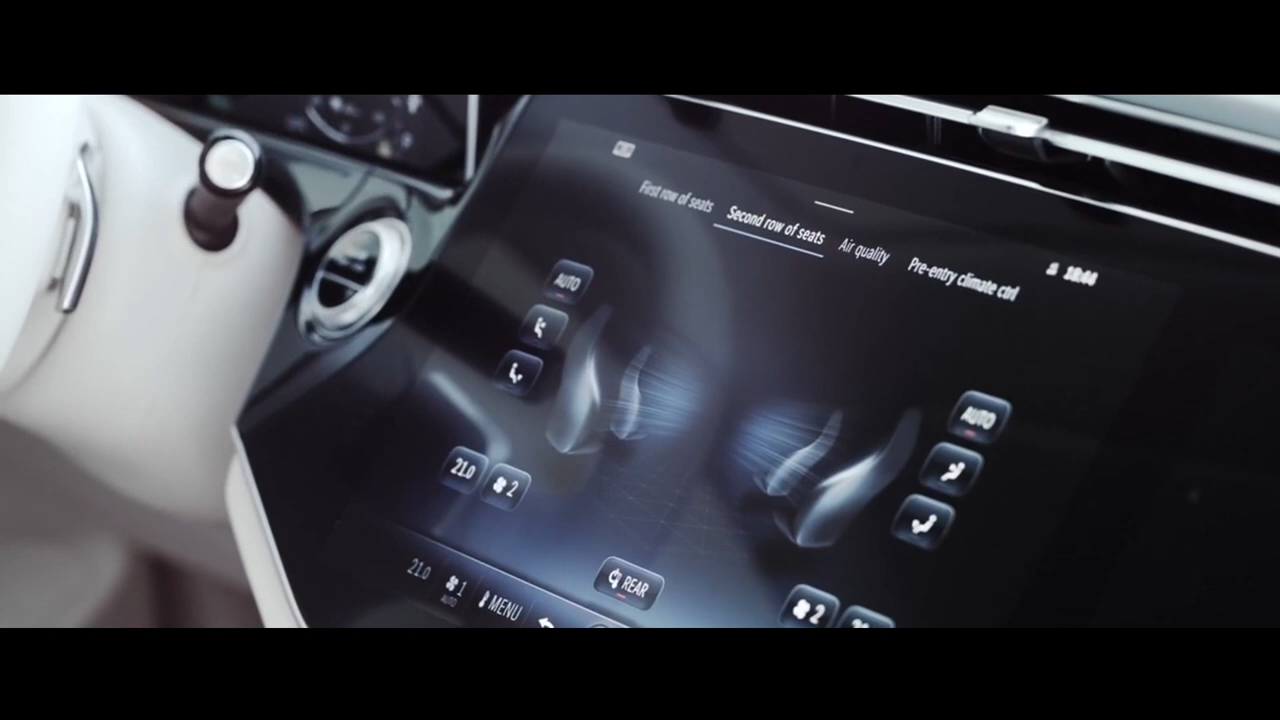 First row of seats
Second row of seats
Air quality
Pre-entry climate ctrl
AUTO
AUTO
21.0
2
REAR
21.0
1
AUTO
MENU
2